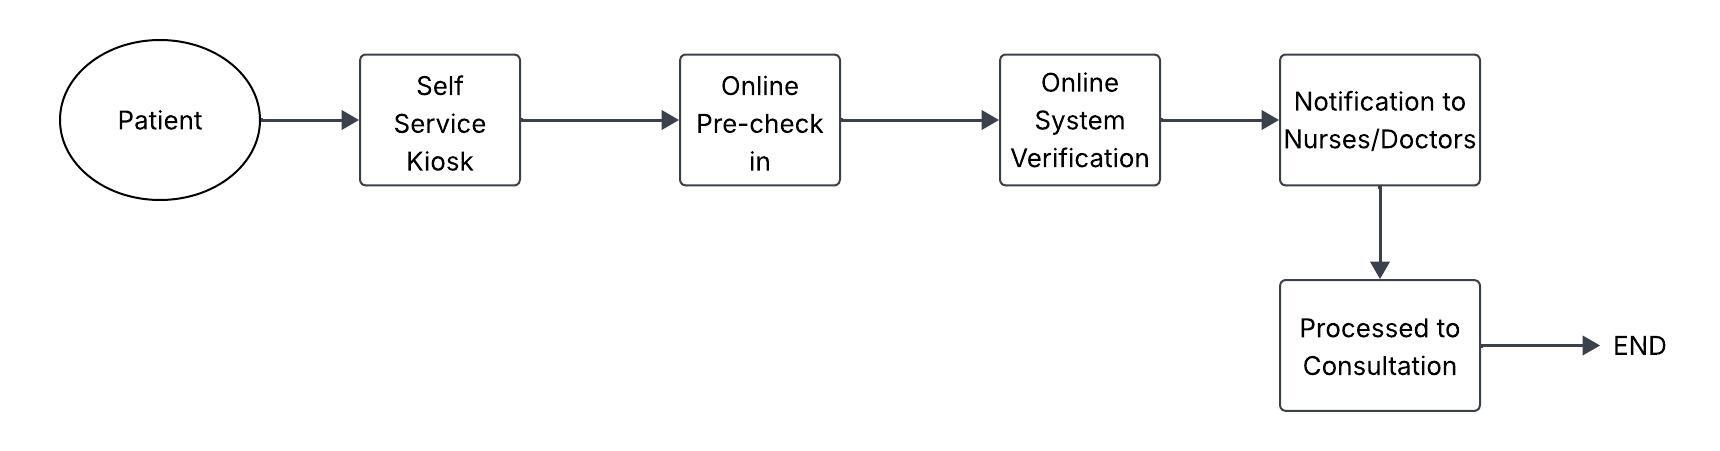 Patient
Self
Service
Kiosk
Online
Pre-check
in
Online
System
Verification
Notification to
Nurses/Doctors
Processed to
Consultation
END